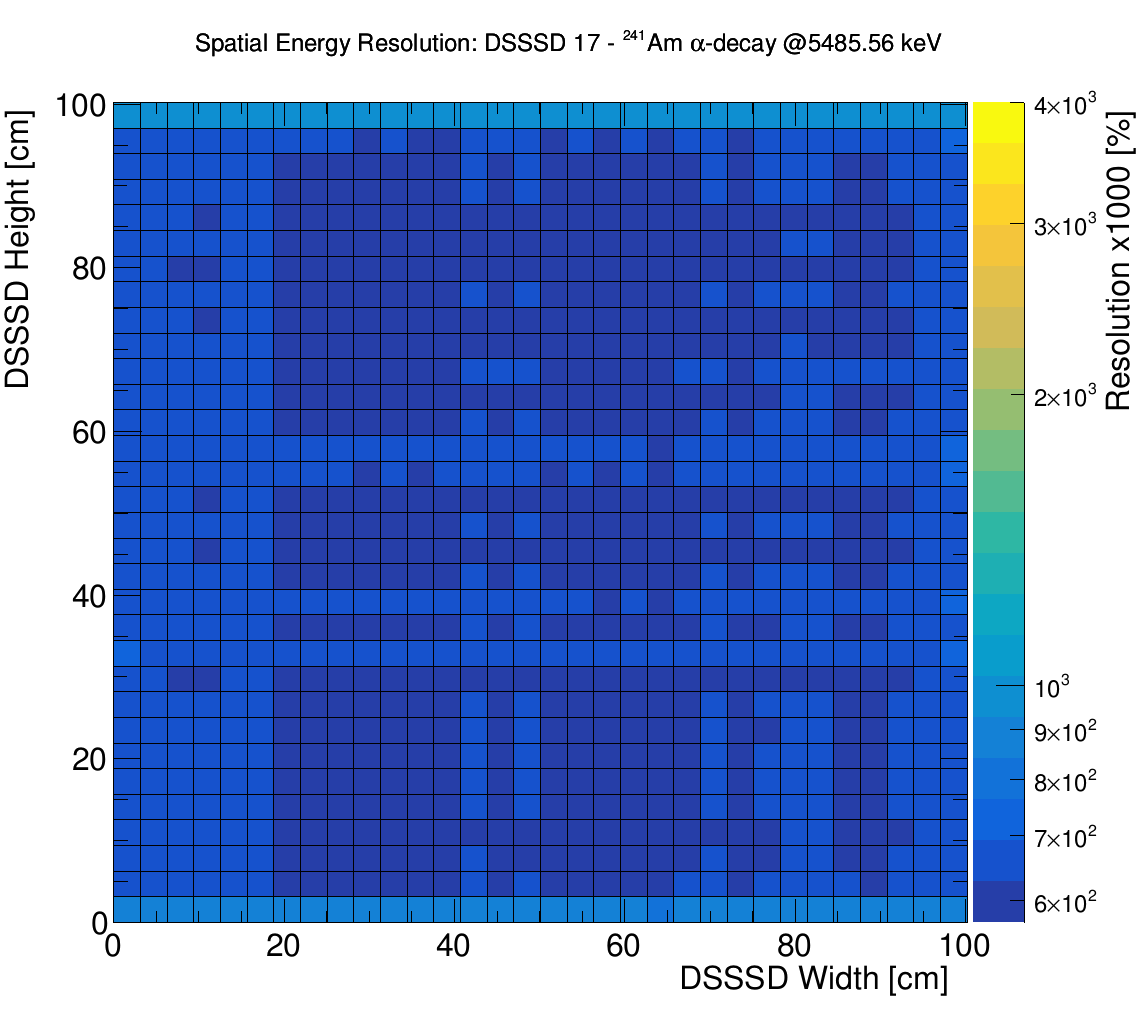 Spatial Energy Resolution: DSSSD 17 - ²⁴¹Am α-decay @5485.56 keV
DSSSD Height [cm]
100
80
60
40
20
0
0 20 40 60 80 100
DSSSD Width [cm]
4×10³
3×10³
2×10³
10³
9×10²
8×10²
7×10²
6×10²
Resolution x1000 [%]